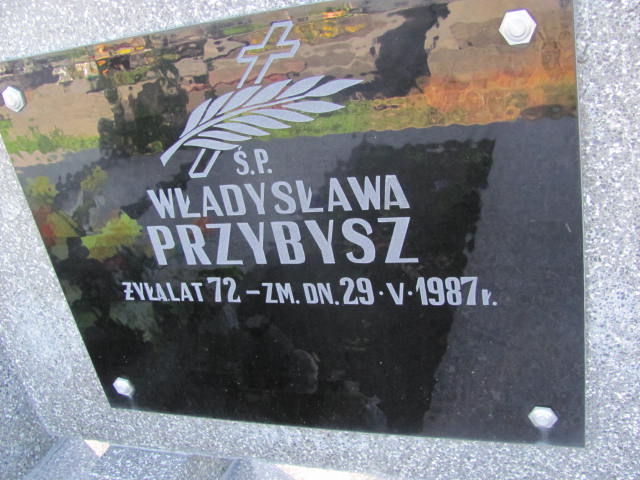 Ś.P.
WŁADYSŁAWA
PRZYBYSZ
ŻYŁA LAT 72 – ZM. DN. 29 · V · 1987 r.